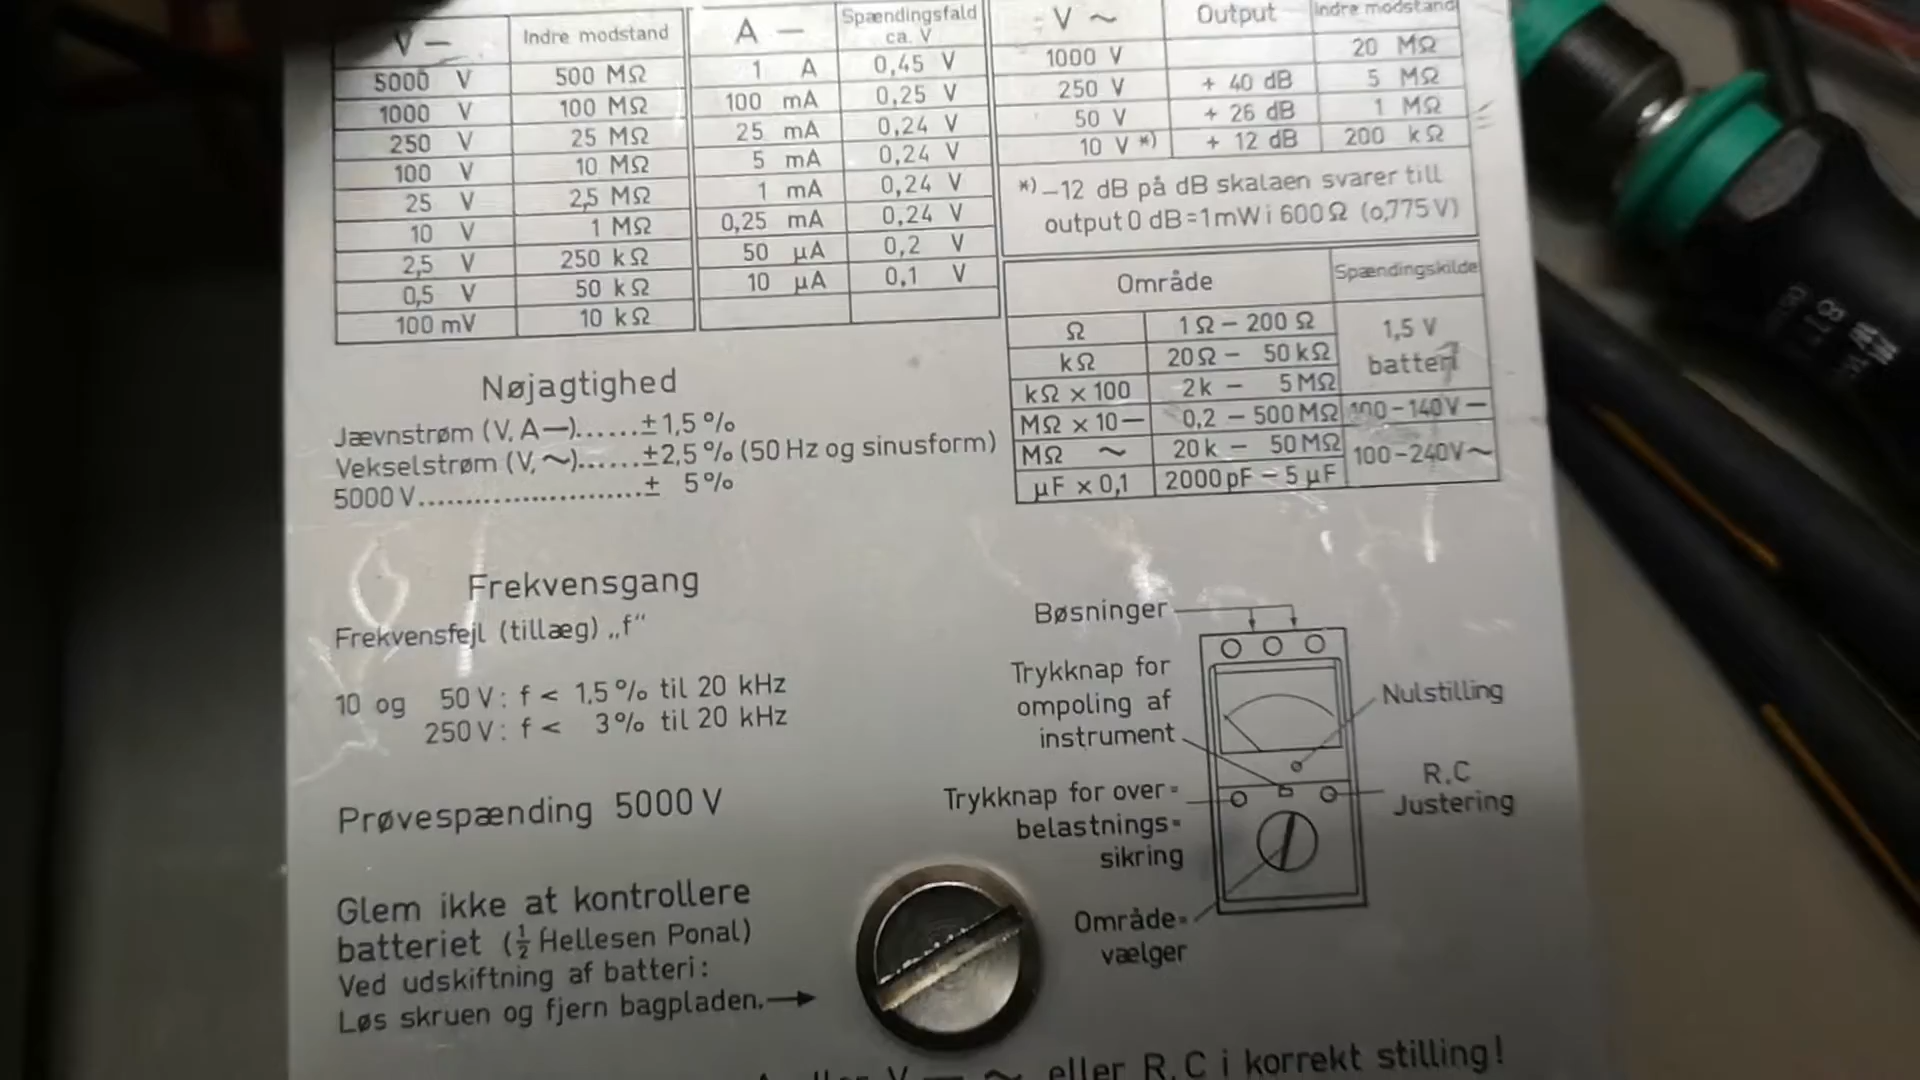 V —	Indre modstand
5000 V	500 MΩ
1000 V	100 MΩ
250 V	25 MΩ
100 V	10 MΩ
25 V	2,5 MΩ
10 V	1 MΩ
2,5 V	250 kΩ
0,5 V	50 kΩ
100 mV	10 kΩ
A —	Spændingsfald
ca. V
1 A	0,45 V
100 mA	0,25 V
25 mA	0,24 V
5 mA	0,24 V
1 mA	0,24 V
0,25 mA	0,24 V
50 μA	0,2 V
10 μA	0,1 V
V ~	Output	Indre modstand
1000 V	20 MΩ
250 V	+ 40 dB	5 MΩ
50 V	+ 26 dB	1 MΩ
10 V *)	+ 12 dB	200 kΩ
*) –12 dB på dB skalaen svarer till
output 0 dB = 1 mW i 600 Ω (0,775 V)
Område	Spændingskilde
Ω	1 Ω – 200 Ω	1,5 V
kΩ	20 Ω – 50 kΩ	batteri
kΩ x 100	2 k – 5 MΩ
MΩ x 10 —	0,2 – 500 MΩ	100 – 140 V —
MΩ ~	20 k – 50 MΩ	100 – 240 V ~
μF x 0,1	2000 pF – 5 μF
Nøjagtighed
Jævnstrøm (V, A —)......± 1,5 %
Vekselstrøm (V, ~)......±2,5 % (50 Hz og sinusform)
5000 V.......................± 5 %
Frekvensgang
Frekvensfejl (tillæg) „f“
10 og 50 V : f < 1,5 % til 20 kHz
250 V : f < 3 % til 20 kHz
Prøvespænding 5000 V
Glem ikke at kontrollere
batteriet (½ Hellesen Ponal)
Ved udskiftning af batteri :
Løs skruen og fjern bagpladen.→
Bøsninger
Trykknap for
ompoling af
instrument
Nulstilling
Trykknap for over=
belastnings=
sikring
R.C
Justering
Område=
vælger
V — ~ eller R.C i korrekt stilling!